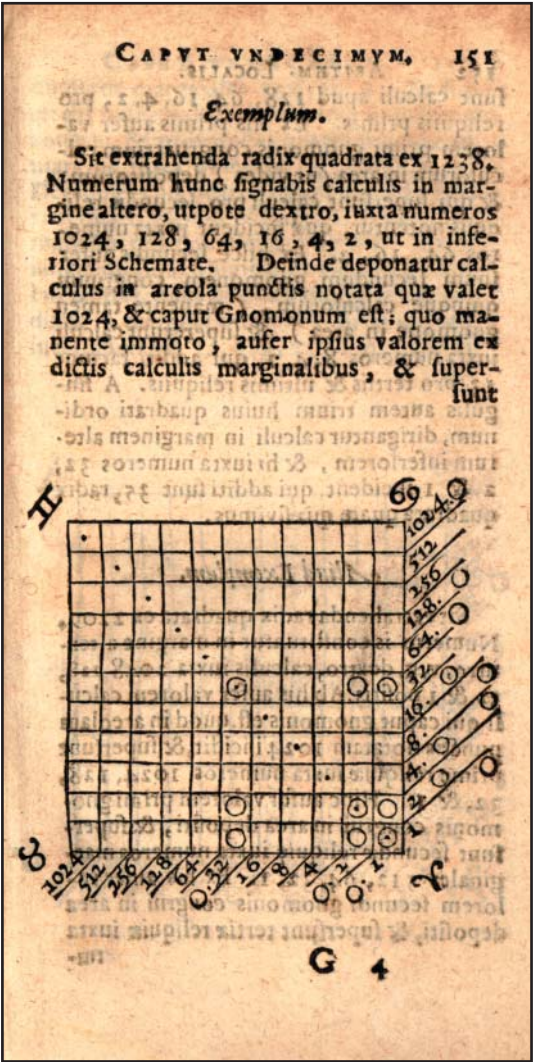 CAPVT VNDECIMVM. 151
Exemplum.
Sit extrahenda radix quadrata ex 1238.
Numerum hunc ſignabis calculis in mar-
gine altero, utpote dextro, iuxta numeros
1024, 128, 64, 16, 4, 2, ut in infe-
riori Schemate. Deinde deponatur cal-
culus in areola punctis notata quæ valet
1024, & caput Gnomonum eſt; quo ma-
nente immoto, aufer ipſius valorem ex
dictis calculis marginalibus, & ſuper-
ſunt
♊ ♋
1024.
512
256
128.
64.
32
16.
8.
4.
2.
1.
♉ ♈
1024 512 256 128 64 32 16 8 4 2 1
G 4